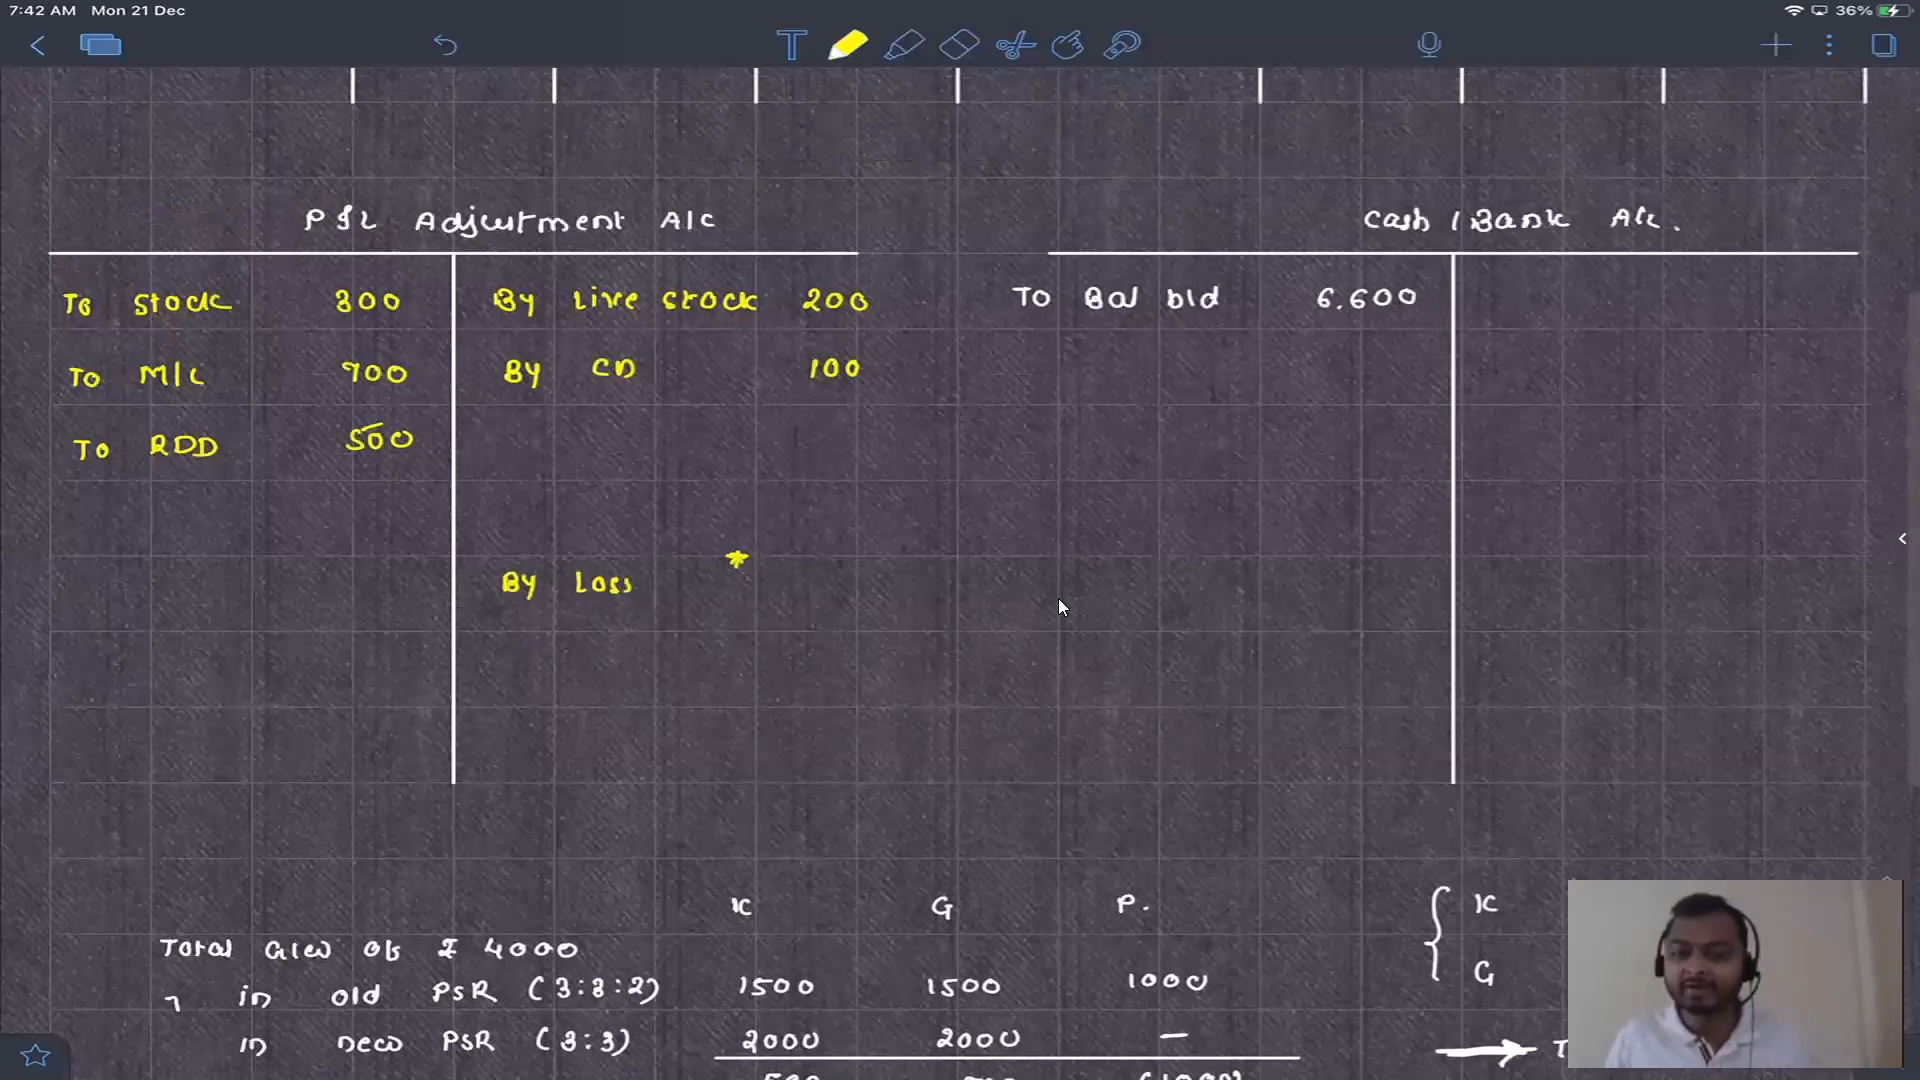 7:42 AM Mon 21 Dec
36%
P&L Adjustment A/c
Cash / Bank A/c.
To Stock 300
By Live stock 200
To Bal b/d 6,600
To M/C 700
By CD 100
To RDD 500
*
By Loss
K G P.
K
Total G/w of ₹ 4000
G
in old PSR (3:3:2) 1500 1500 1000
in new PSR (3:3) 2000 2000 —